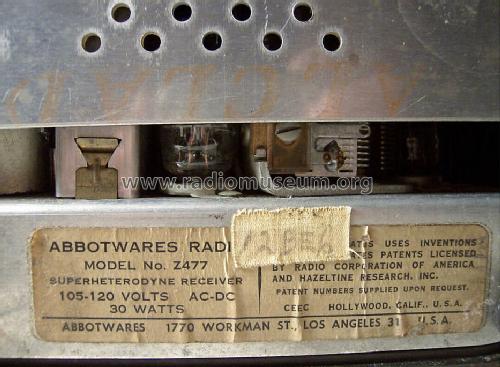 ALCLAD
www.radiomuseum.org
ABBOTWARES RADI
MODEL No. Z477
SUPERHETERODYNE RECEIVER
105-120 VOLTS AC-DC
30 WATTS
12BE6
USES INVENTIONS
PATENTS LICENSED
BY RADIO CORPORATION OF AMERICA
AND HAZELTINE RESEARCH, INC.
PATENT NUMBERS SUPPLIED UPON REQUEST.
CEEC HOLLYWOOD, CALIF., U.S.A.
ABBOTWARES 1770 WORKMAN ST., LOS ANGELES 31 U.S.A.